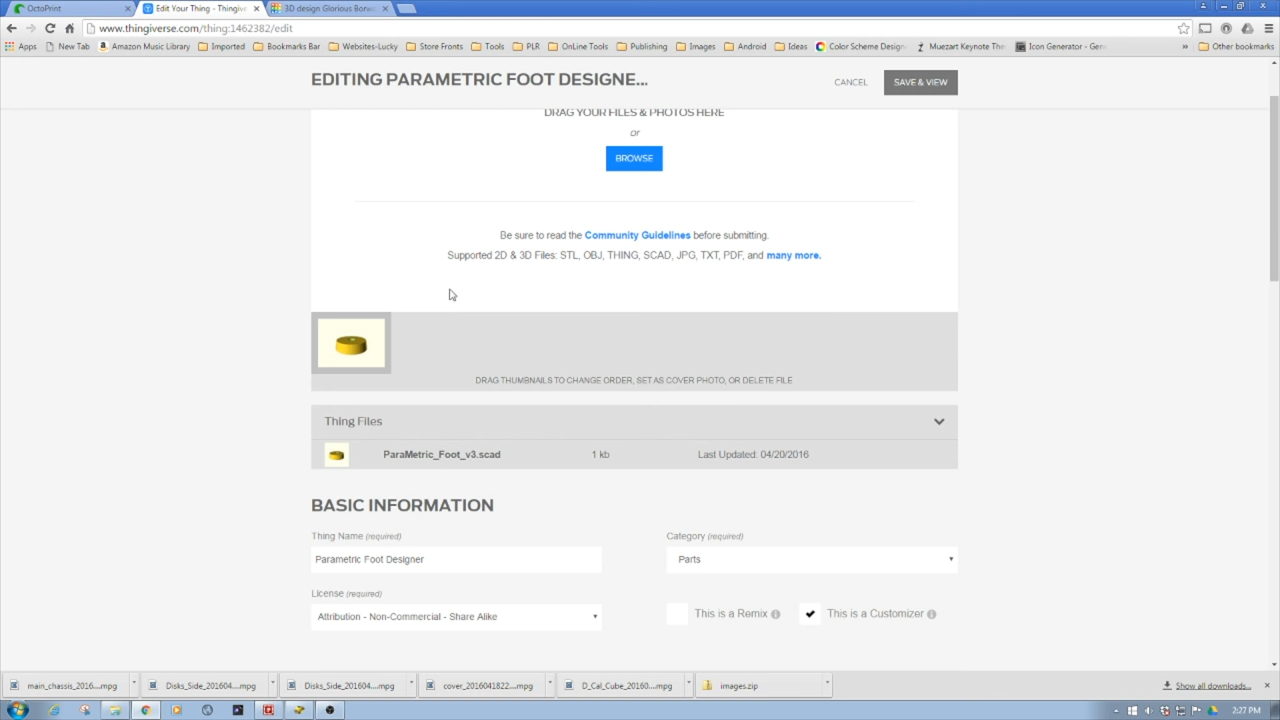 OctoPrint
Edit Your Thing - Thingive
3D design Glorious Borwo
www.thingiverse.com/thing:1462382/edit
Apps
New Tab
Amazon Music Library
Imported
Bookmarks Bar
Websites-Lucky
Store Fronts
Tools
PLR
OnLine Tools
Publishing
Images
Android
Ideas
Color Scheme Design
Muezart Keynote The
Icon Generator - Gen
»
Other bookmarks
EDITING PARAMETRIC FOOT DESIGNE...
CANCEL
SAVE & VIEW
DRAG YOUR FILES & PHOTOS HERE
or
BROWSE
Be sure to read the Community Guidelines before submitting.
Supported 2D & 3D Files: STL, OBJ, THING, SCAD, JPG, TXT, PDF, and many more.
DRAG THUMBNAILS TO CHANGE ORDER, SET AS COVER PHOTO, OR DELETE FILE
Thing Files
ParaMetric_Foot_v3.scad 1 kb Last Updated: 04/20/2016
BASIC INFORMATION
Thing Name (required)
Category (required)
Parametric Foot Designer
Parts
License (required)
Attribution - Non-Commercial - Share Alike
This is a Remix
This is a Customizer
main_chassis_2016....mpg
Disks_Side_201604....mpg
Disks_Side_201604....mpg
cover_2016041822....mpg
D_Cal_Cube_20160....mpg
images.zip
Show all downloads...
2:27 PM